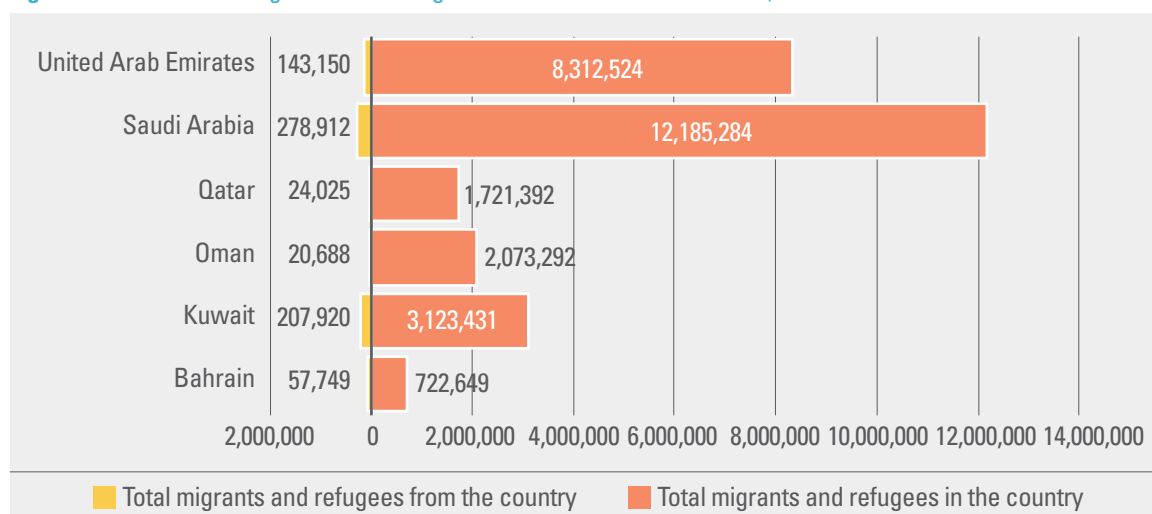 United Arab Emirates 143,150 8,312,524
Saudi Arabia 278,912 12,185,284
Qatar 24,025 1,721,392
Oman 20,688 2,073,292
Kuwait 207,920 3,123,431
Bahrain 57,749 722,649
2,000,000 0 2,000,000 4,000,000 6,000,000 8,000,000 10,000,000 12,000,000 14,000,000
Total migrants and refugees from the country Total migrants and refugees in the country